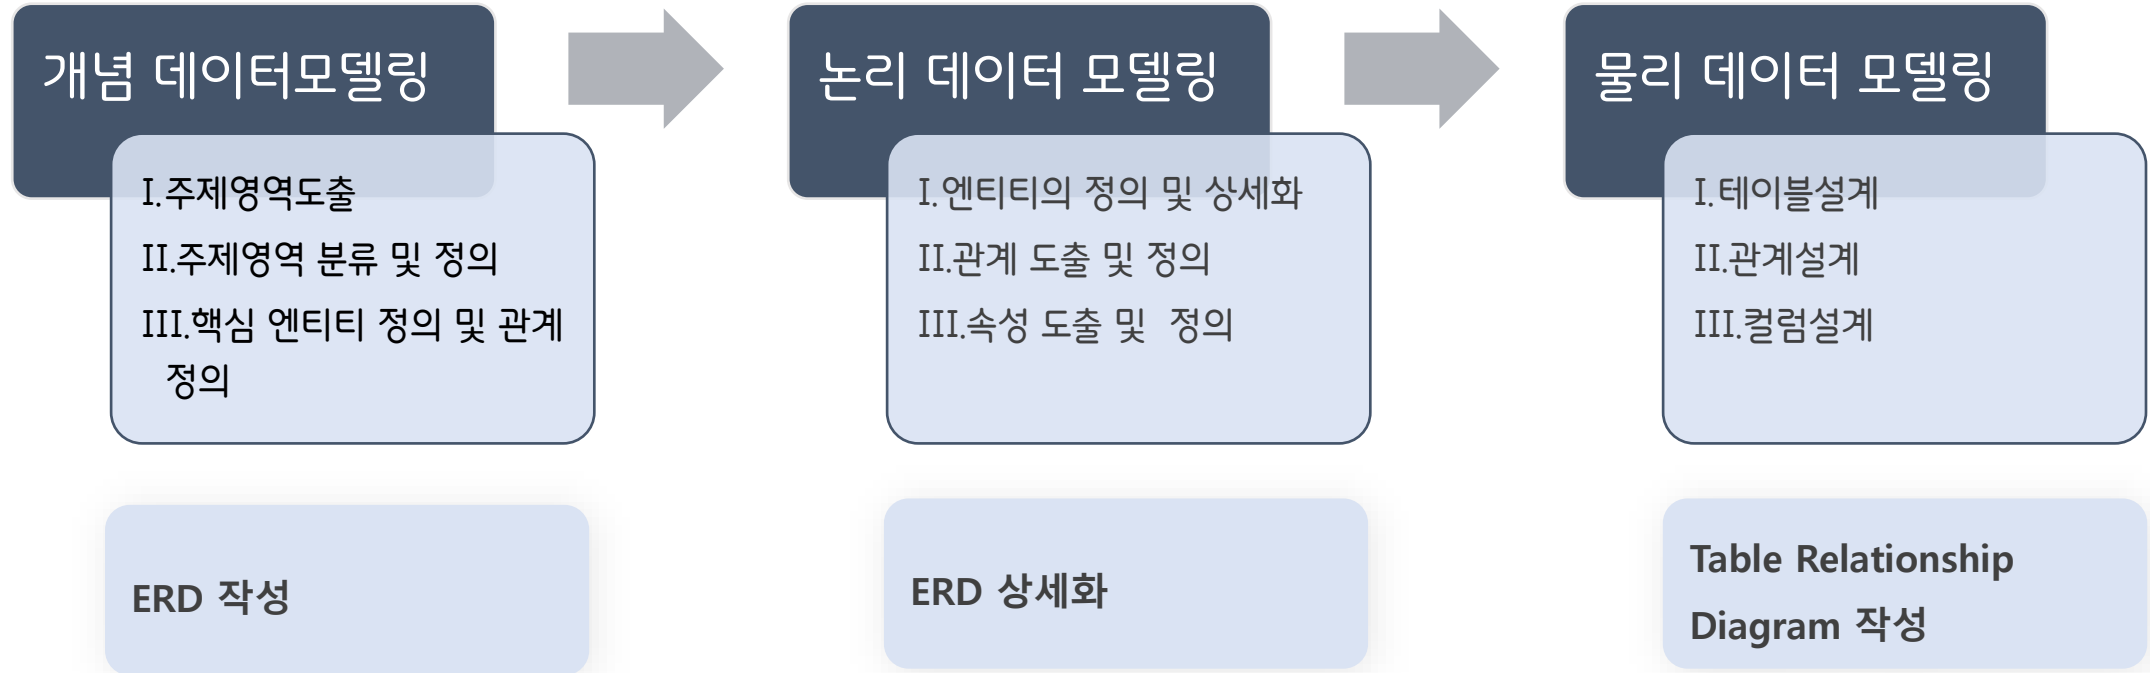 개념 데이터모델링
I.주제영역도출
II.주제영역 분류 및 정의
III.핵심 엔티티 정의 및 관계
정의
ERD 작성
논리 데이터 모델링
I.엔티티의 정의 및 상세화
II.관계 도출 및 정의
III.속성 도출 및 정의
ERD 상세화
물리 데이터 모델링
I.테이블설계
II.관계설계
III.컬럼설계
Table Relationship
Diagram 작성